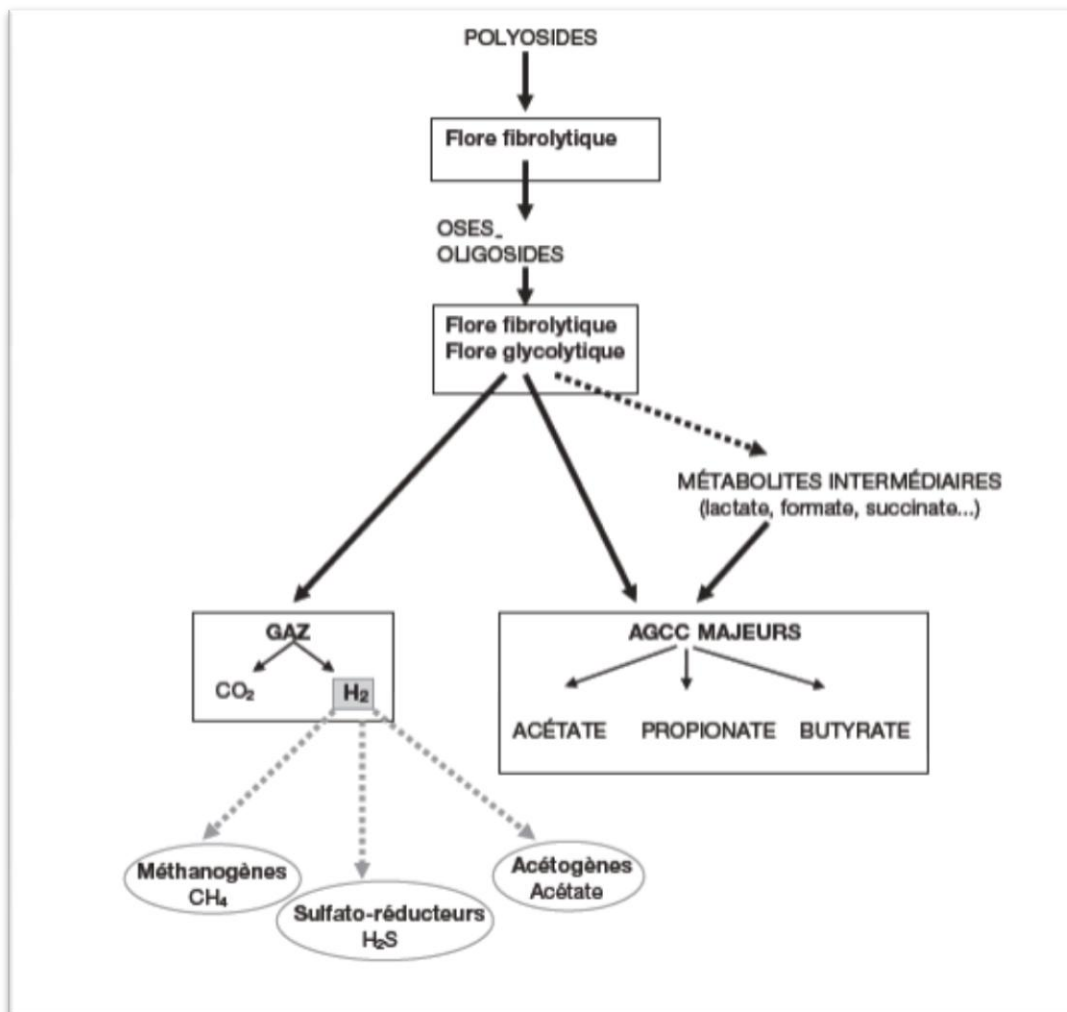 POLYOSIDES
Flore fibrolytique
OSES_
OLIGOSIDES
Flore fibrolytique
Flore glycolytique
MÉTABOLITES INTERMÉDIAIRES
(lactate, formate, succinate...)
GAZ
CO₂
H₂
AGCC MAJEURS
ACÉTATE
PROPIONATE
BUTYRATE
Méthanogènes
CH₄
Sulfato-réducteurs
H₂S
Acétogènes
Acétate